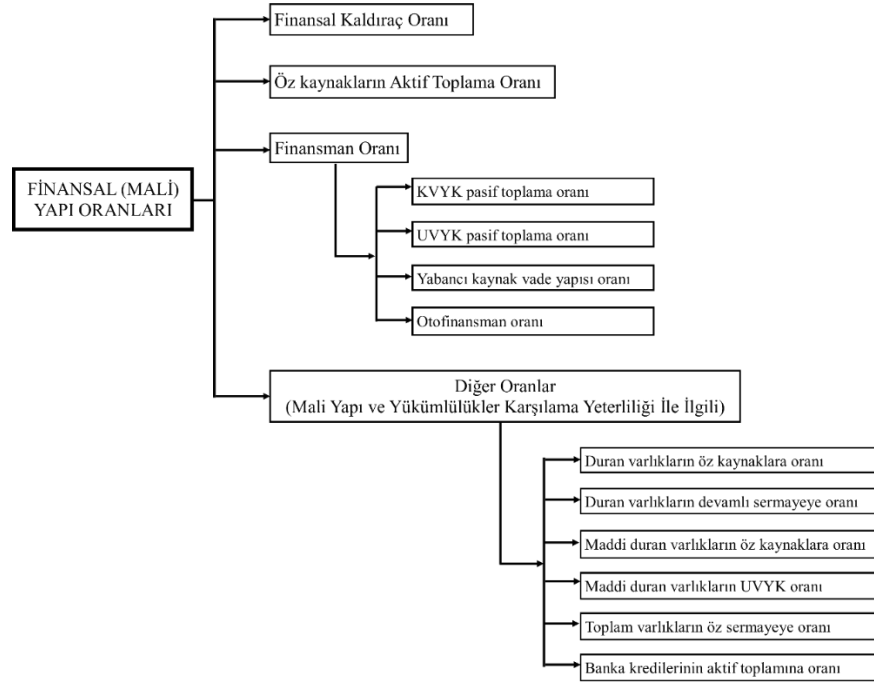 Finansal Kaldıraç Oranı
Öz kaynakların Aktif Toplama Oranı
Finansman Oranı
FİNANSAL (MALİ)
YAPI ORANLARI
KVYK pasif toplama oranı
UVYK pasif toplama oranı
Yabancı kaynak vade yapısı oranı
Otofinansman oranı
Diğer Oranlar
(Mali Yapı ve Yükümlülükler Karşılama Yeterliliği İle İlgili)
Duran varlıkların öz kaynaklara oranı
Duran varlıkların devamlı sermayeye oranı
Maddi duran varlıkların öz kaynaklara oranı
Maddi duran varlıkların UVYK oranı
Toplam varlıkların öz sermayeye oranı
Banka kredilerinin aktif toplamına oranı